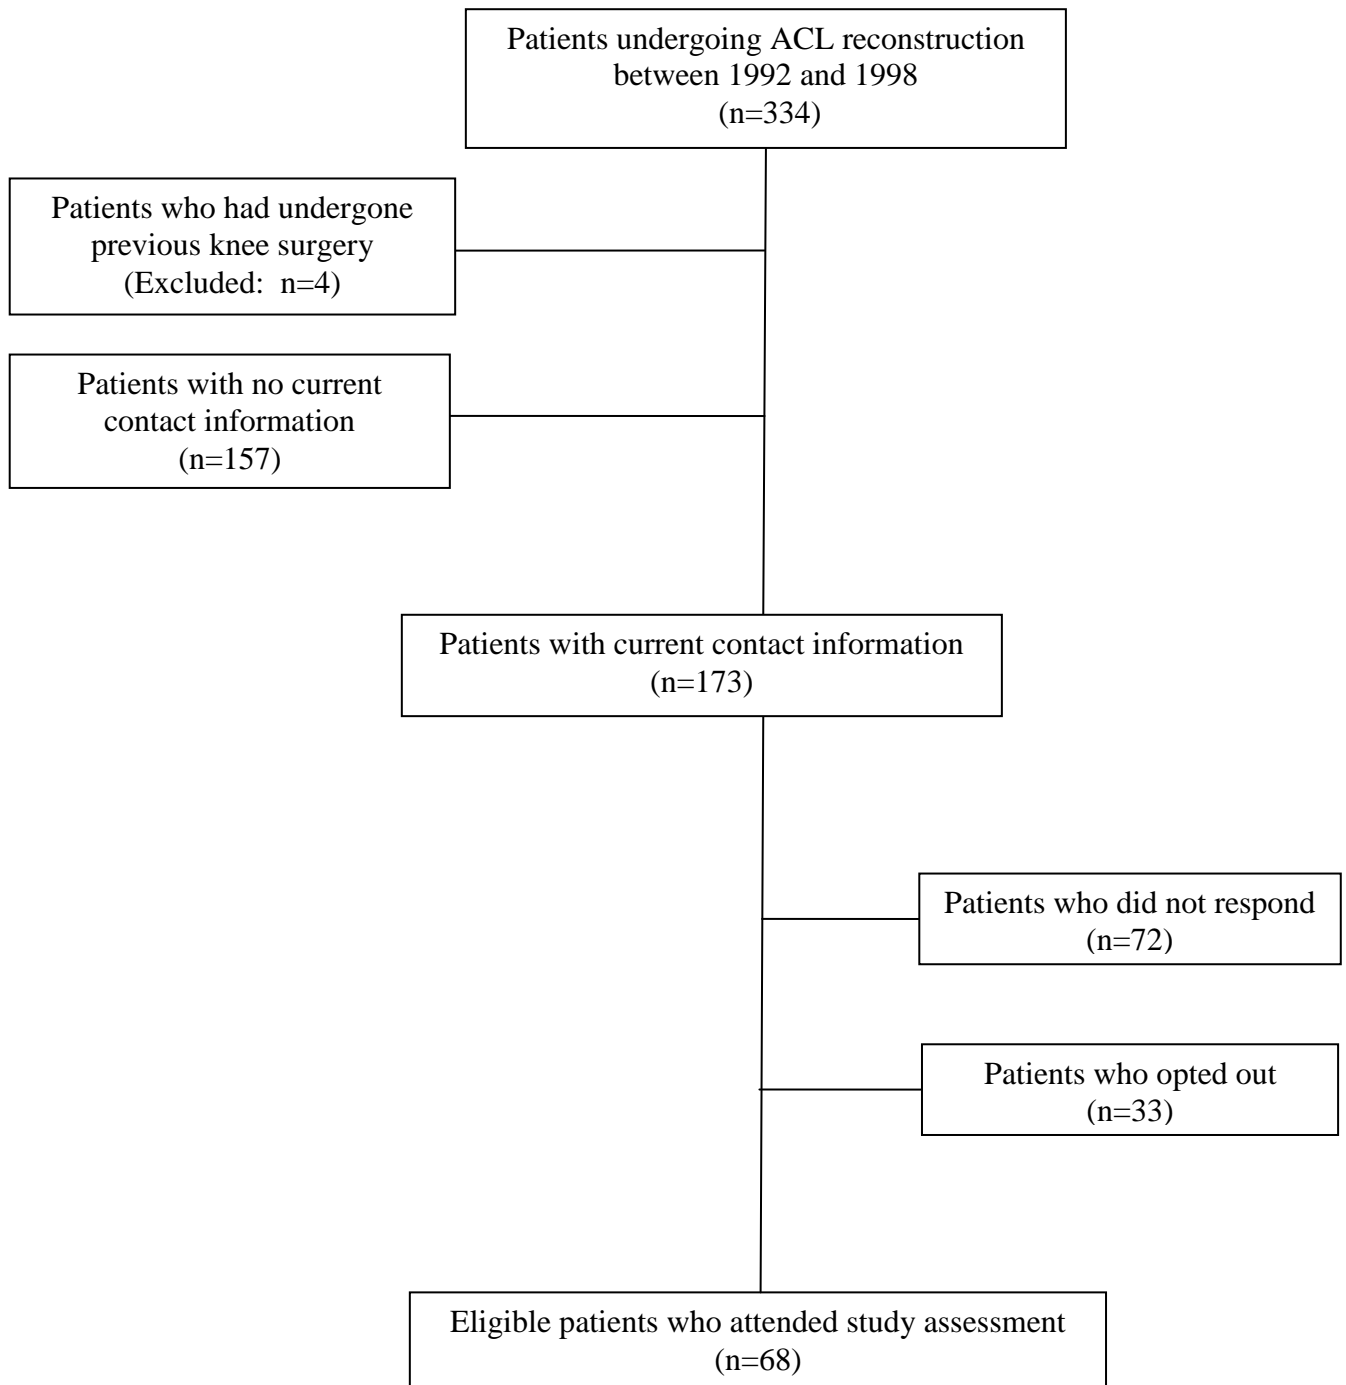 Patients undergoing ACL reconstruction
between 1992 and 1998
(n=334)
Patients who had undergone
previous knee surgery
(Excluded:  n=4)
Patients with no current
contact information
(n=157)
Patients with current contact information
(n=173)
Patients who did not respond
(n=72)
Patients who opted out
(n=33)
Eligible patients who attended study assessment
(n=68)